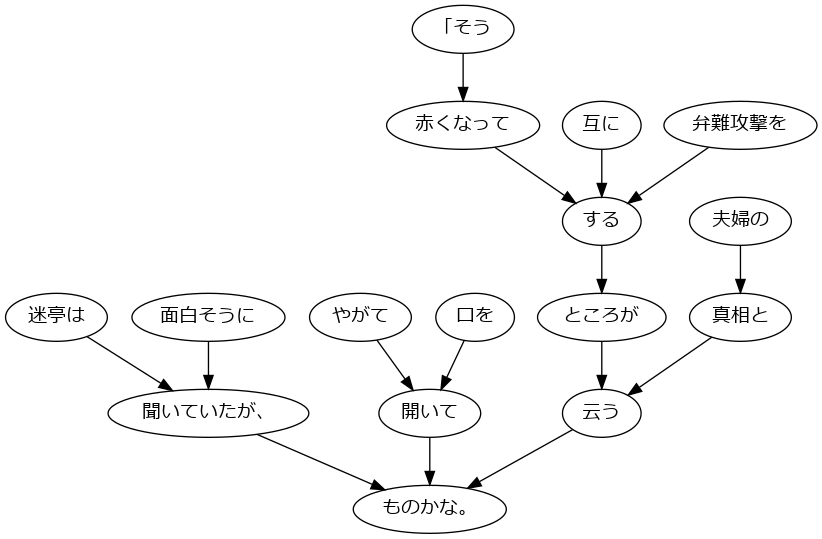 「そう
赤くなって
互に
弁難攻撃を
する
夫婦の
迷亭は
面白そうに
やがて
口を
ところが
真相と
聞いていたが、
開いて
云う
ものかな。